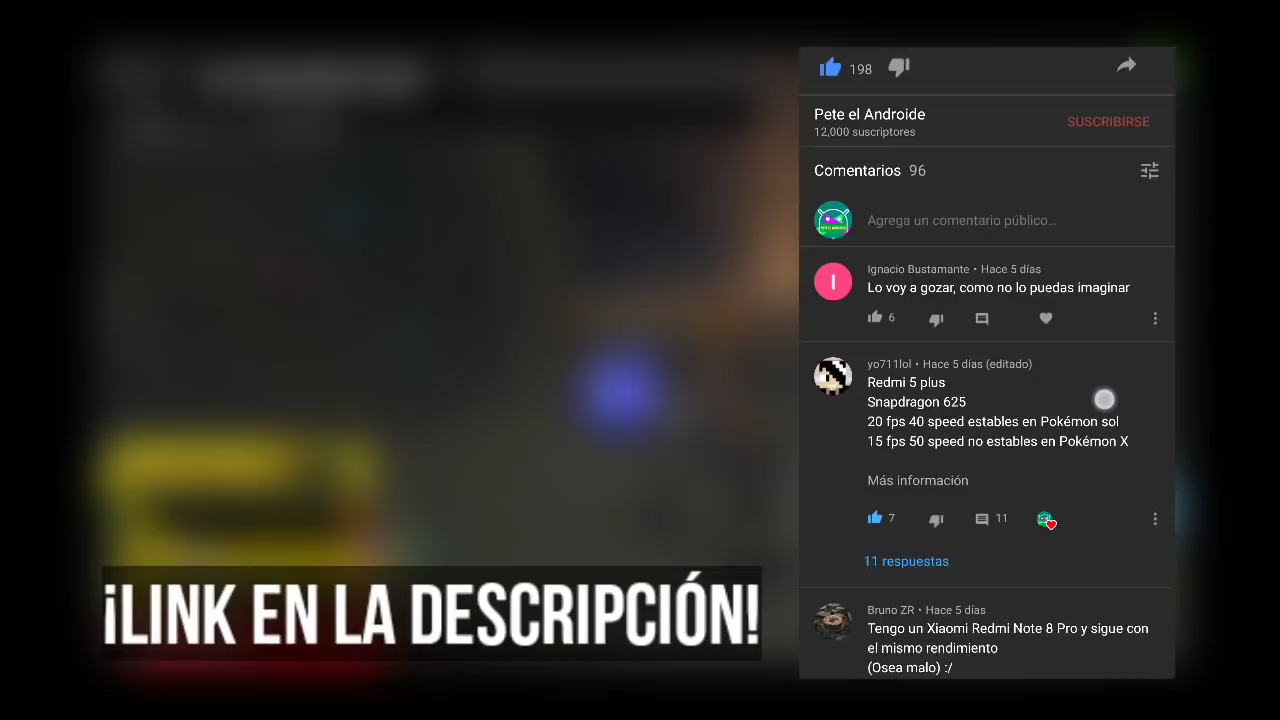 198
Pete el Androide
12,000 suscriptores
SUSCRIBIRSE
Comentarios 96
Agrega un comentario público...
Ignacio Bustamante • Hace 5 días
Lo voy a gozar, como no lo puedas imaginar
6
yo711lol • Hace 5 días (editado)
Redmi 5 plus
Snapdragon 625
20 fps 40 speed estables en Pokémon sol
15 fps 50 speed no estables en Pokémon X
Más información
7
11
11 respuestas
Bruno ZR • Hace 5 días
Tengo un Xiaomi Redmi Note 8 Pro y sigue con
el mismo rendimiento
(Osea malo) :/
¡LINK EN LA DESCRIPCIÓN!